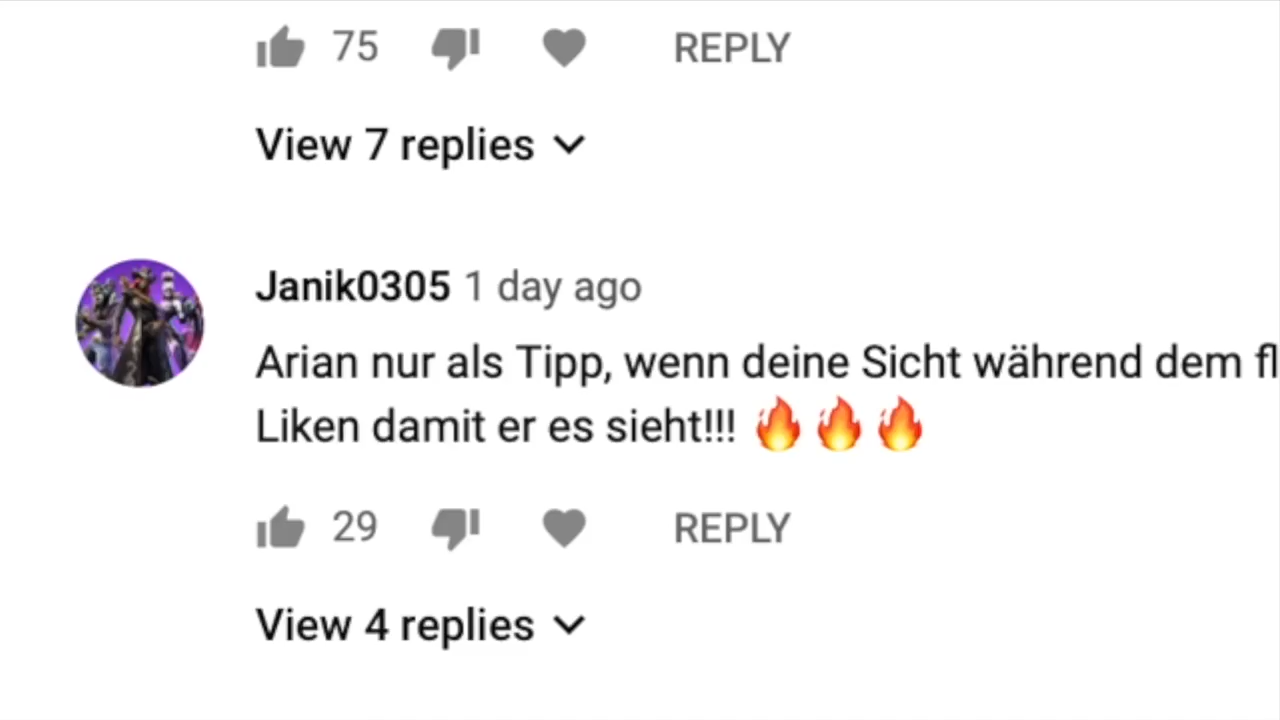 75 REPLY
View 7 replies
Janik0305 1 day ago
Arian nur als Tipp, wenn deine Sicht während dem
Liken damit er es sieht!!! 🔥🔥🔥
29 REPLY
View 4 replies